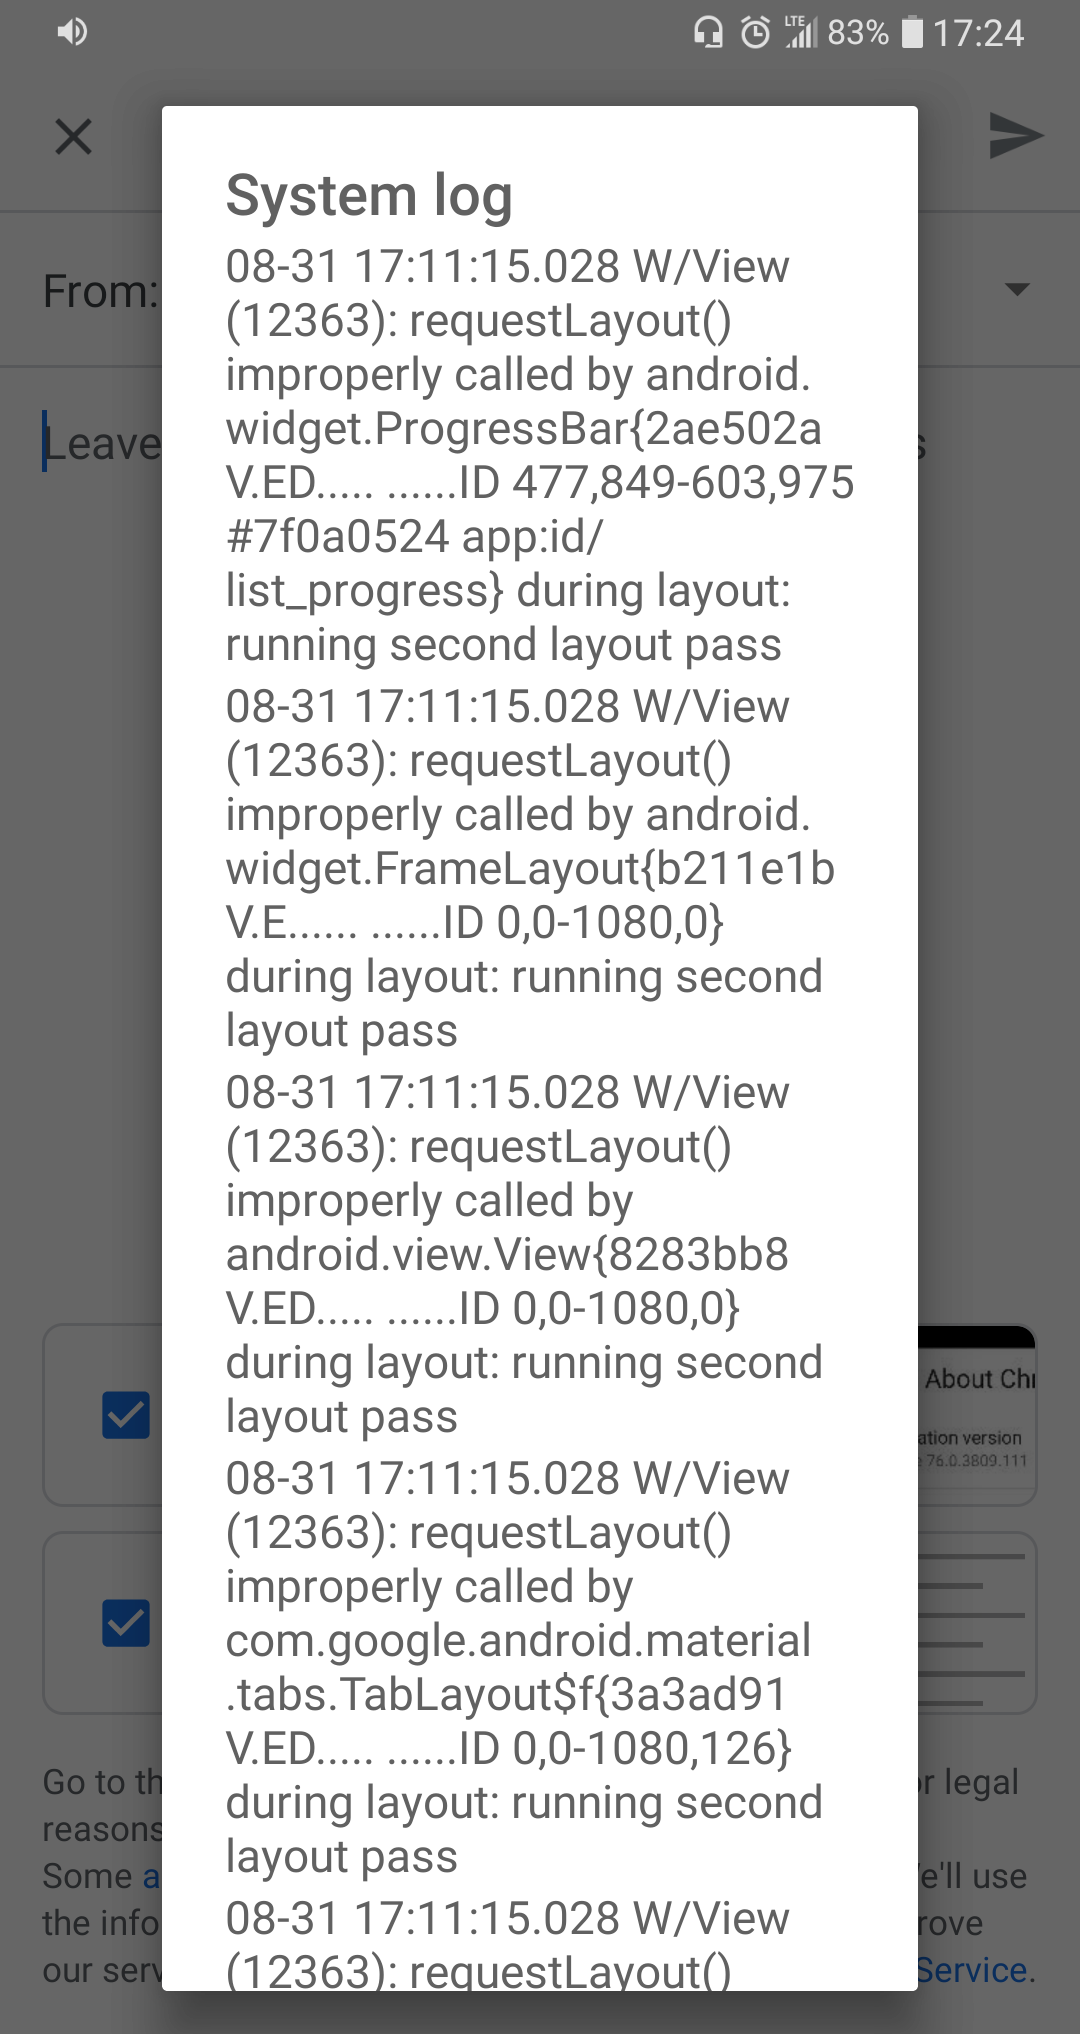 LTE 83% 17:24
System log
08-31 17:11:15.028 W/View
(12363): requestLayout()
improperly called by android.
widget.ProgressBar{2ae502a
V.ED..... ......ID 477,849-603,975
#7f0a0524 app:id/
list_progress} during layout:
running second layout pass
08-31 17:11:15.028 W/View
(12363): requestLayout()
improperly called by android.
widget.FrameLayout{b211e1b
V.E...... ......ID 0,0-1080,0}
during layout: running second
layout pass
08-31 17:11:15.028 W/View
(12363): requestLayout()
improperly called by
android.view.View{8283bb8
V.ED..... ......ID 0,0-1080,0}
during layout: running second
layout pass
08-31 17:11:15.028 W/View
(12363): requestLayout()
improperly called by
com.google.android.material
.tabs.TabLayout$f{3a3ad91
V.ED..... ......ID 0,0-1080,126}
during layout: running second
layout pass
08-31 17:11:15.028 W/View
(12363): requestLayout()
From:
Leave
About Chr
ation version
76.0.3809.111
Go to th
r legal
reasons
Some a
e'll use
the info
rove
our serv
Service.